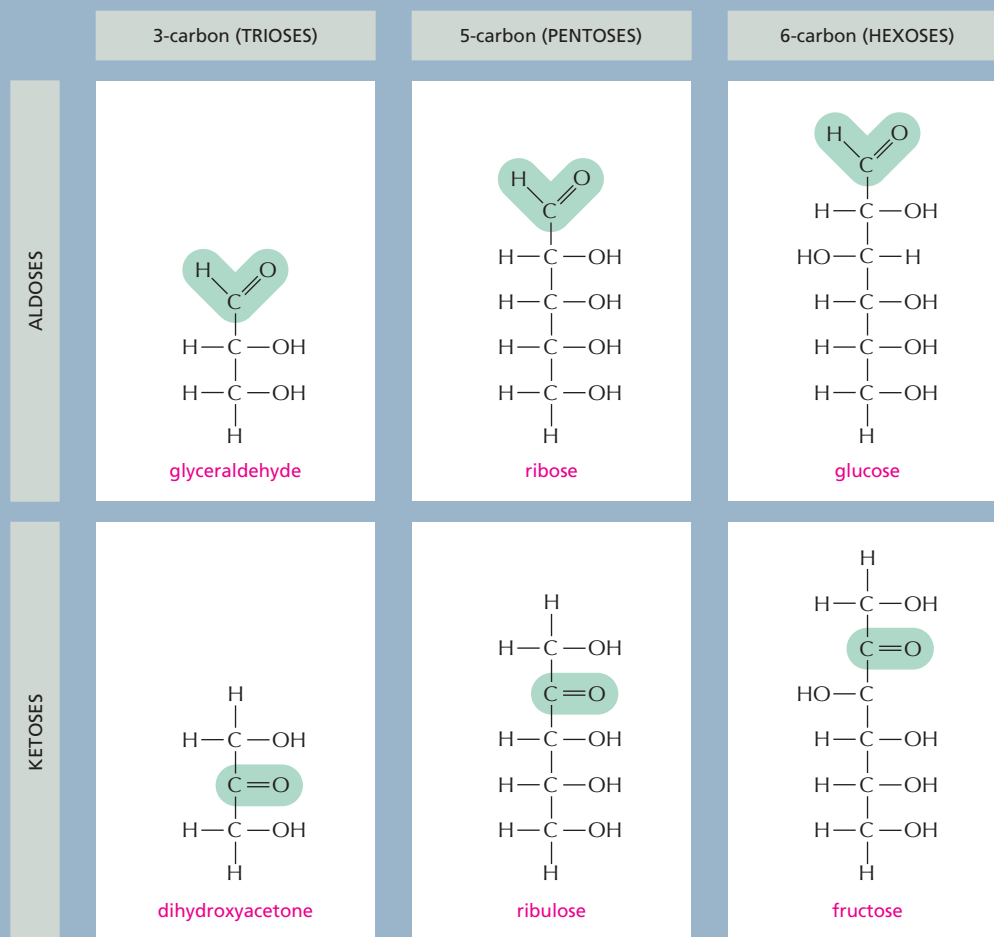 3-carbon (TRIOSES)
5-carbon (PENTOSES)
6-carbon (HEXOSES)
ALDOSES
H O
C
H—C—OH
H—C—OH
H
glyceraldehyde
H O
C
H—C—OH
H—C—OH
H—C—OH
H—C—OH
H
ribose
H O
C
H—C—OH
HO—C—H
H—C—OH
H—C—OH
H—C—OH
H
glucose
KETOSES
H
H—C—OH
C=O
H—C—OH
H
dihydroxyacetone
H
H—C—OH
C=O
H—C—OH
H—C—OH
H—C—OH
H
ribulose
H
H—C—OH
C=O
HO—C
H—C—OH
H—C—OH
H—C—OH
H
fructose